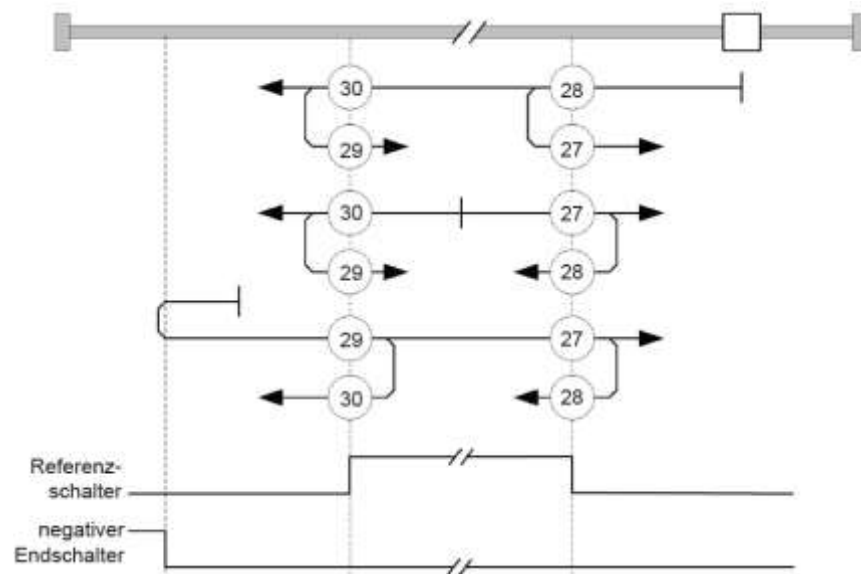 30 28
29 27
30 27
29 28
29 27
30 28
Referenz-
schalter
negativer
Endschalter